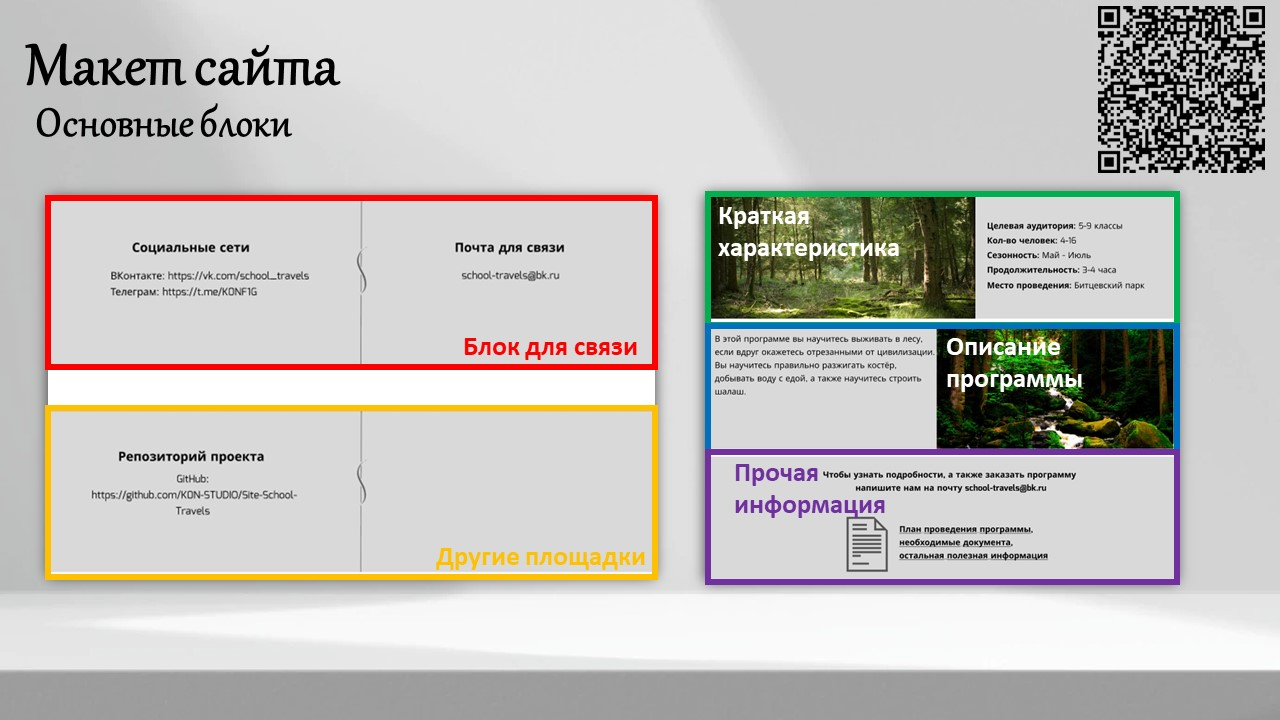 Макет сайта
Основные блоки
Социальные сети
ВКонтакте: https://vk.com/school_travels
Телеграм: https://t.me/K0NF1G
Почта для связи
school-travels@bk.ru
Блок для связи
Репозиторий проекта
GitHub:
https://github.com/KON-STUDIO/Site-School-
Travels
Другие площадки
Краткая
характеристика
Целевая аудитория: 5-9 классы
Кол-во человек: 4-16
Сезонность: Май - Июль
Продолжительность: 3-4 часа
Место проведения: Битцевский парк
В этой программе вы научитесь выживать в лесу,
если вдруг окажетесь отрезанными от цивилизации.
Вы научитесь правильно разжигать костёр,
добывать воду с едой, а также научитесь строить
шалаш.
Описание
программы
Прочая
информация
Чтобы узнать подробности, а также заказать программу
напишите нам на почту school-travels@bk.ru
План проведения программы,
необходимые документа,
остальная полезная информация